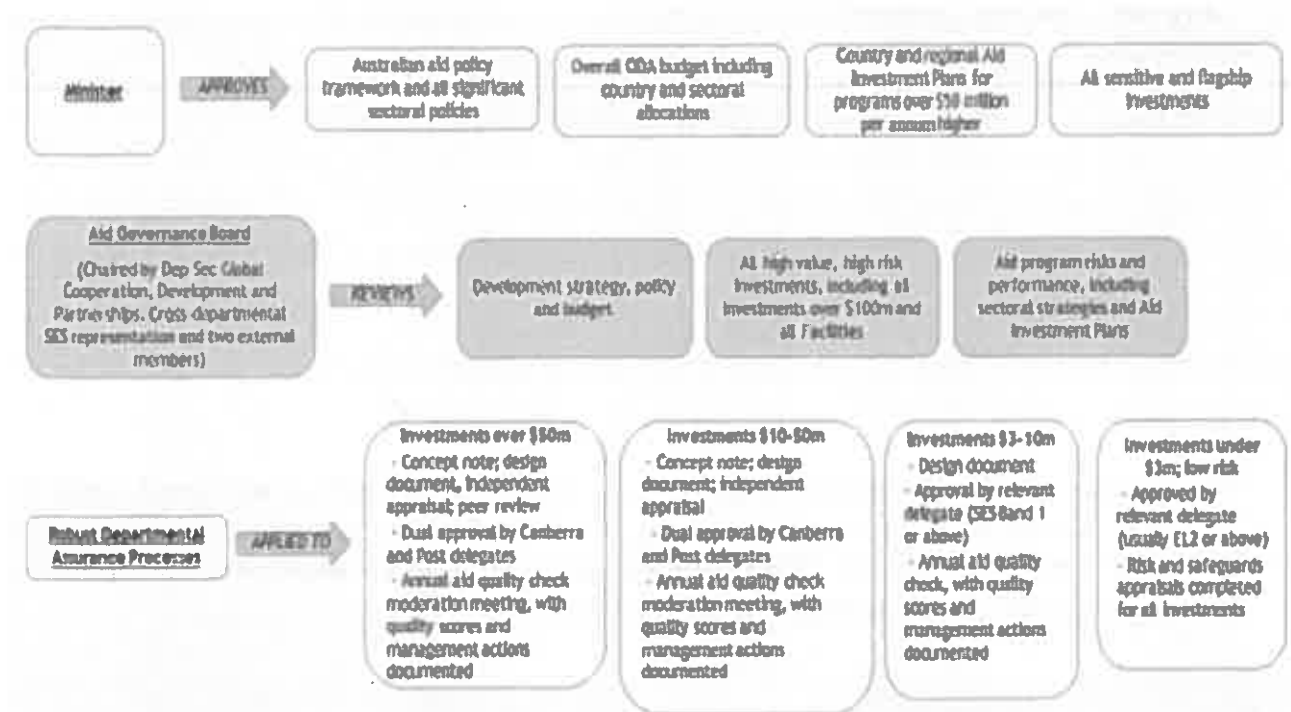 Minister
APPROVES
Australian aid policy
framework and all significant
sectoral policies
Overall ODA budget including
country and sectoral
allocations
Country and regional Aid
Investment Plans for
programs over $50 million
per annum higher
All sensitive and flagship
investments
Aid Governance Board
(Chaired by Dep Sec Global
Cooperation, Development and
Partnerships. Cross-departmental
SES representation and two external
members)
REVIEWS
Development strategy, policy
and budget
All high value, high risk
investments, including all
investments over $100m and
all Facilities
Aid program risks and
performance, including
sectoral strategies and Aid
Investment Plans
Robust Departmental
Assurance Processes
APPLIED TO
Investments over $50m
- Concept note; design
document, independent
appraisal; peer review
- Dual approval by Canberra
and Post delegates
- Annual aid quality check
moderation meeting, with
quality scores and
management actions
documented
Investments $10-50m
- Concept note; design
document; independent
appraisal
- Dual approval by Canberra
and Post delegates
- Annual aid quality check
moderation meeting, with
quality scores and
management actions
documented
Investments $3-10m
- Design document
- Approval by relevant
delegate (SES Band 1
or above)
- Annual aid quality
check, with quality
scores and
management actions
documented
Investments under
$3m; low risk
- Approved by
relevant delegate
(usually EL2 or above)
- Risk and safeguards
appraisals completed
for all investments